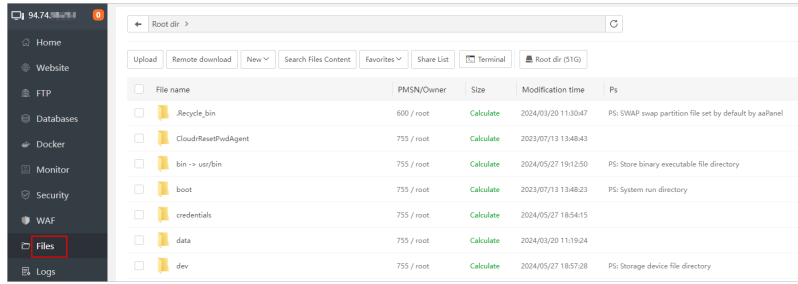 94.74. 0
Root dir >
Home
Website
FTP
Databases
Docker
Monitor
Security
WAF
Files
Logs
Upload Remote download New Search Files Content Favorites Share List Terminal Root dir (51G)
File name PMSN/Owner Size Modification time Ps
.Recycle_bin 600 / root Calculate 2024/03/20 11:30:47 PS: SWAP swap partition file set by default by aaPanel
CloudrResetPwdAgent 755 / root Calculate 2023/07/13 13:48:43
bin -> usr/bin 755 / root Calculate 2024/05/27 19:12:50 PS: Store binary executable file directory
boot 755 / root Calculate 2023/07/13 13:48:23 PS: System run directory
credentials 755 / root Calculate 2024/05/27 18:54:15
data 755 / root Calculate 2024/03/20 11:19:24
dev 755 / root Calculate 2024/05/27 18:57:28 PS: Storage device file directory